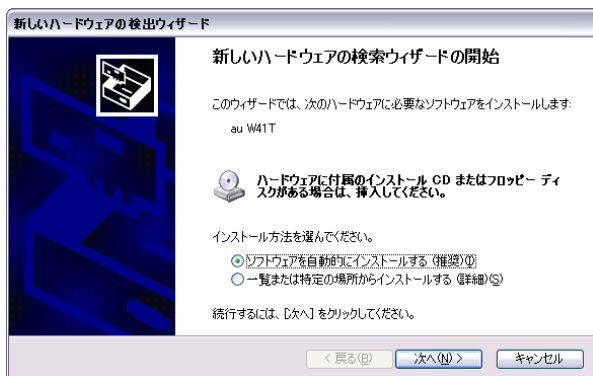 新しいハードウェアの検出ウィザード
新しいハードウェアの検索ウィザードの開始
このウィザードでは、次のハードウェアに必要なソフトウェアをインストールします:
au W41T
ハードウェアに付属のインストール CD またはフロッピー ディ
スクがある場合は、挿入してください。
インストール方法を選んでください。
ソフトウェアを自動的にインストールする (推奨)(I)
一覧または特定の場所からインストールする (詳細)(S)
続行するには、[次へ] をクリックしてください。
< 戻る(B)
次へ(N) >
キャンセル